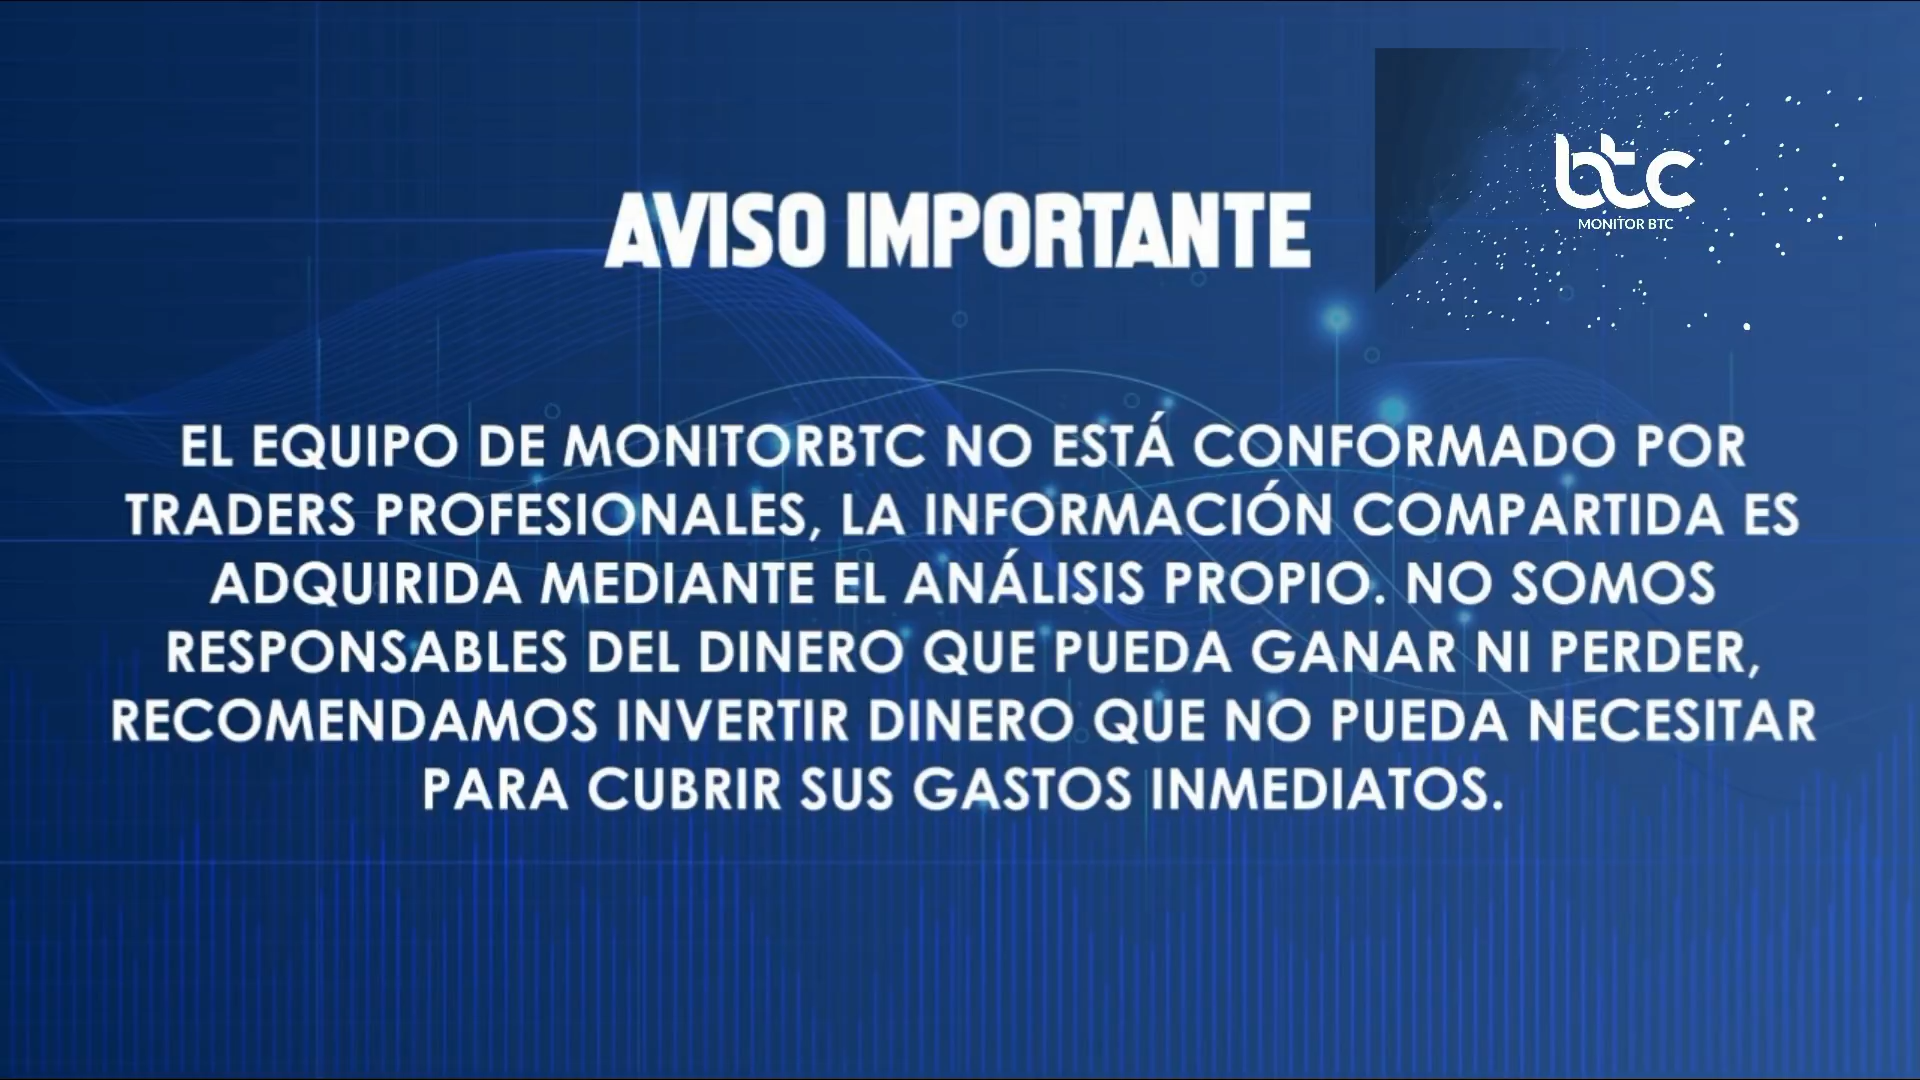 btc
MONITOR BTC
AVISO IMPORTANTE
EL EQUIPO DE MONITORBTC NO ESTÁ CONFORMADO POR
TRADERS PROFESIONALES, LA INFORMACIÓN COMPARTIDA ES
ADQUIRIDA MEDIANTE EL ANÁLISIS PROPIO. NO SOMOS
RESPONSABLES DEL DINERO QUE PUEDA GANAR NI PERDER,
RECOMENDAMOS INVERTIR DINERO QUE NO PUEDA NECESITAR
PARA CUBRIR SUS GASTOS INMEDIATOS.